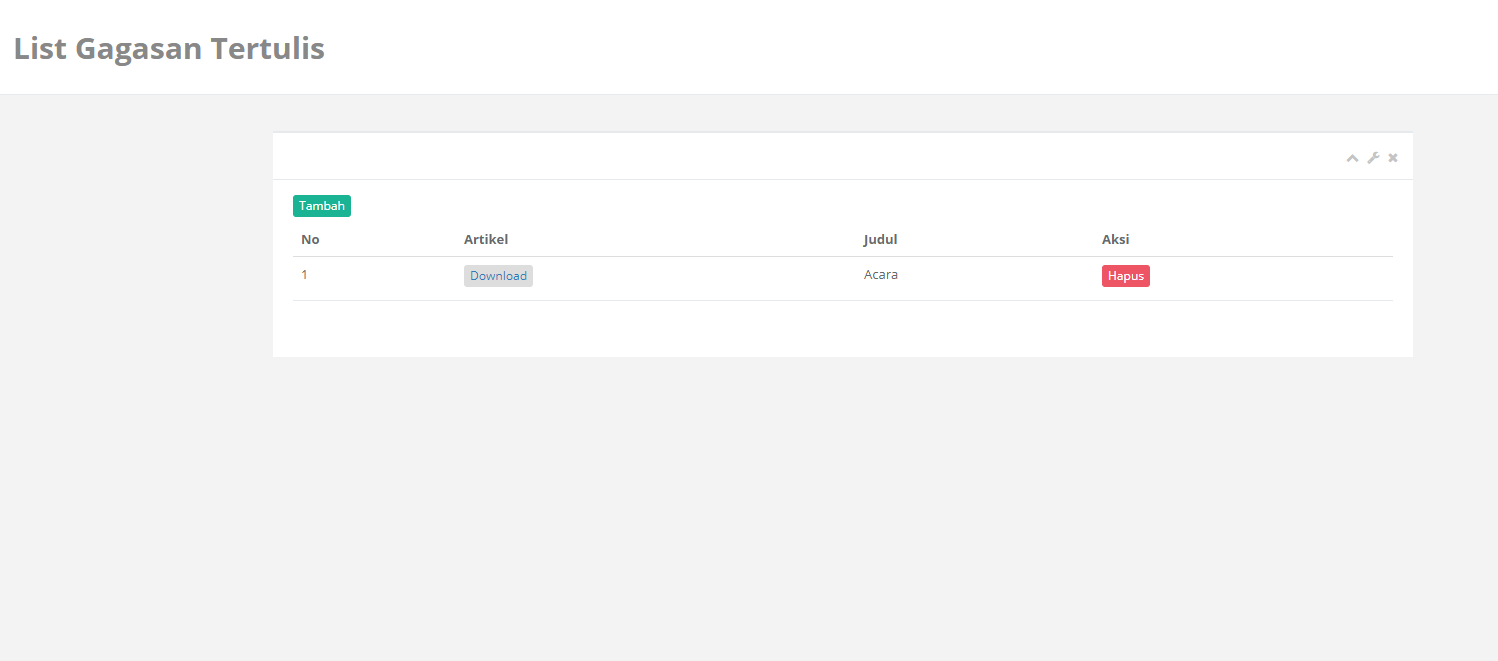 List Gagasan Tertulis
Tambah
No Artikel Judul Aksi
1 Download Acara Hapus